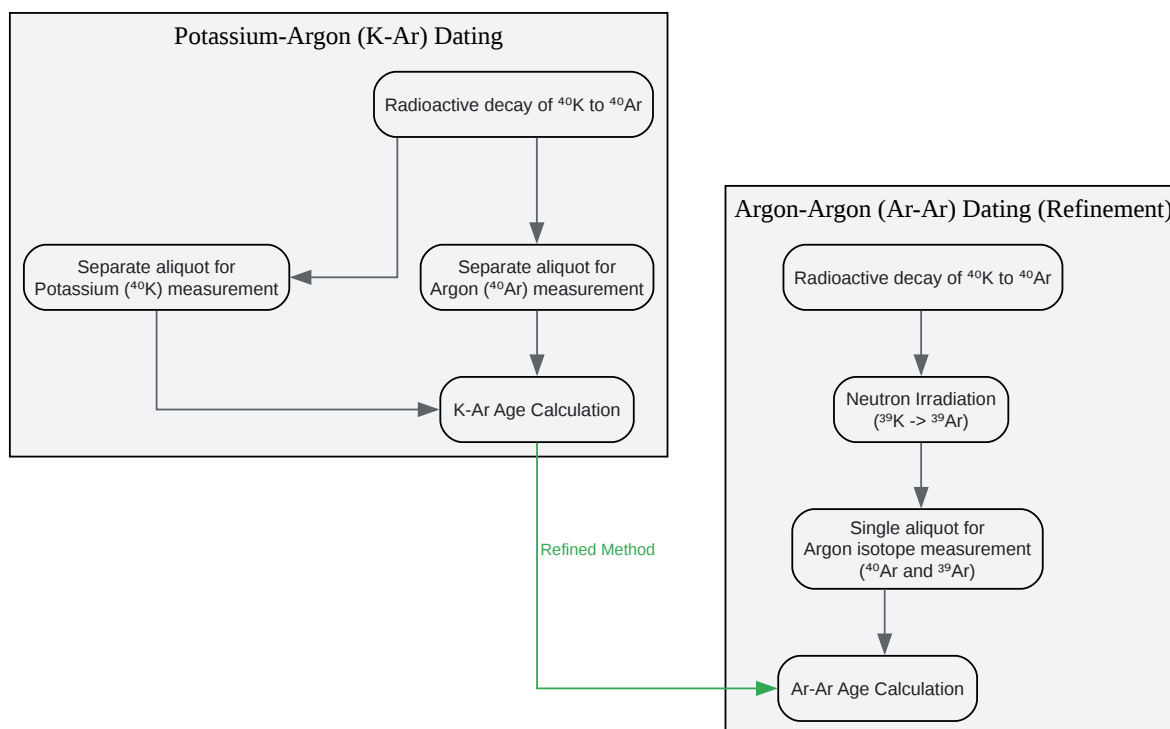 Potassium-Argon (K-Ar) Dating
Radioactive decay of ⁴⁰K to ⁴⁰Ar
Separate aliquot for
Potassium (⁴⁰K) measurement
Separate aliquot for
Argon (⁴⁰Ar) measurement
K-Ar Age Calculation
Refined Method
Argon-Argon (Ar-Ar) Dating (Refinement)
Radioactive decay of ⁴⁰K to ⁴⁰Ar
Neutron Irradiation
(³⁹K -> ³⁹Ar)
Single aliquot for
Argon isotope measurement
(⁴⁰Ar and ³⁹Ar)
Ar-Ar Age Calculation